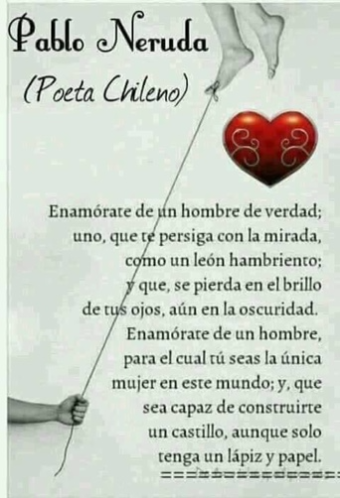 Pablo Neruda
(Poeta Chileno)
Enamórate de un hombre de verdad;
uno, que te persiga con la mirada,
como un león hambriento;
y que, se pierda en el brillo
de tus ojos, aún en la oscuridad.
Enamórate de un hombre,
para el cual tú seas la única
mujer en este mundo; y, que
sea capaz de construirte
un castillo, aunque solo
tenga un lápiz y papel.